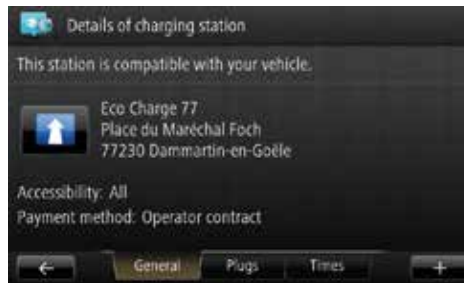 Details of charging station
This station is compatible with your vehicle.
Eco Charge 77
Place du Maréchal Foch
77230 Dammartin-en-Goële
Accessibility: All
Payment method: Operator contract
General Plugs Times